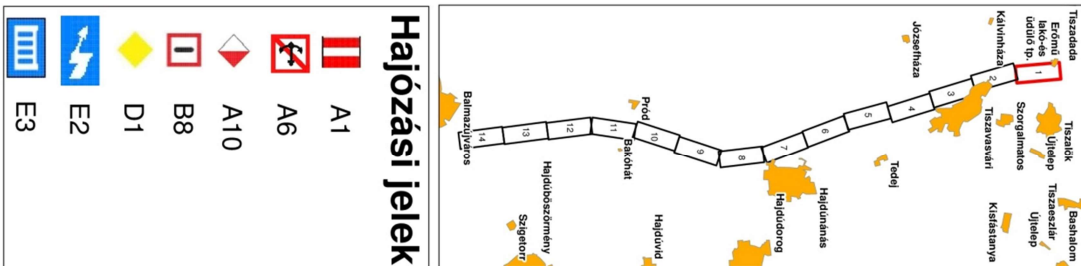 Hajózási jelek
A1
A6
A10
B8
D1
E2
E3
Tiszadada
Erőmű
lakó-és
üdülő tp.
Kálvinháza
Józsefháza
Tiszalök
Újtelep
Szorgalmatos
Tiszavasvári
Bashalom
Tiszaeszlár
Újtelep
Kisfástanya
Tedej
Hajdúnánás
Hajdúdorog
Pród
Bakóhát
Hajdúvid
Hajdúböszörmény
Szigetorr
Balmazújváros
1
2
3
4
5
6
7
8
9
10
11
12
13
14